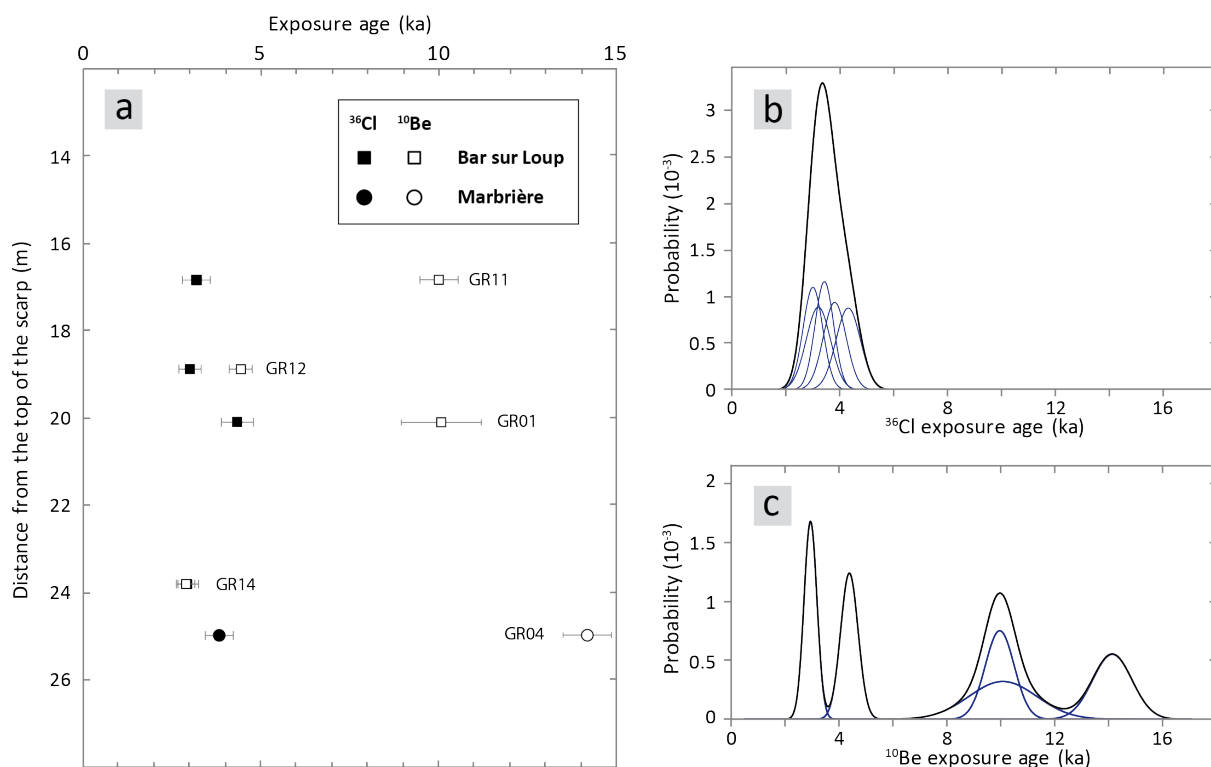 Exposure age (ka)
0 5 10 15
a
³⁶Cl ¹⁰Be
Bar sur Loup
Marbrière
Distance from the top of the scarp (m)
14
16
18
20
22
24
26
GR11
GR12
GR01
GR14
GR04
b
Probability (10⁻³)
3
2.5
2
1.5
1
0.5
0
0 4 8 12 16
³⁶Cl exposure age (ka)
c
Probability (10⁻³)
2
1.5
1
0.5
0
0 4 8 12 16
¹⁰Be exposure age (ka)